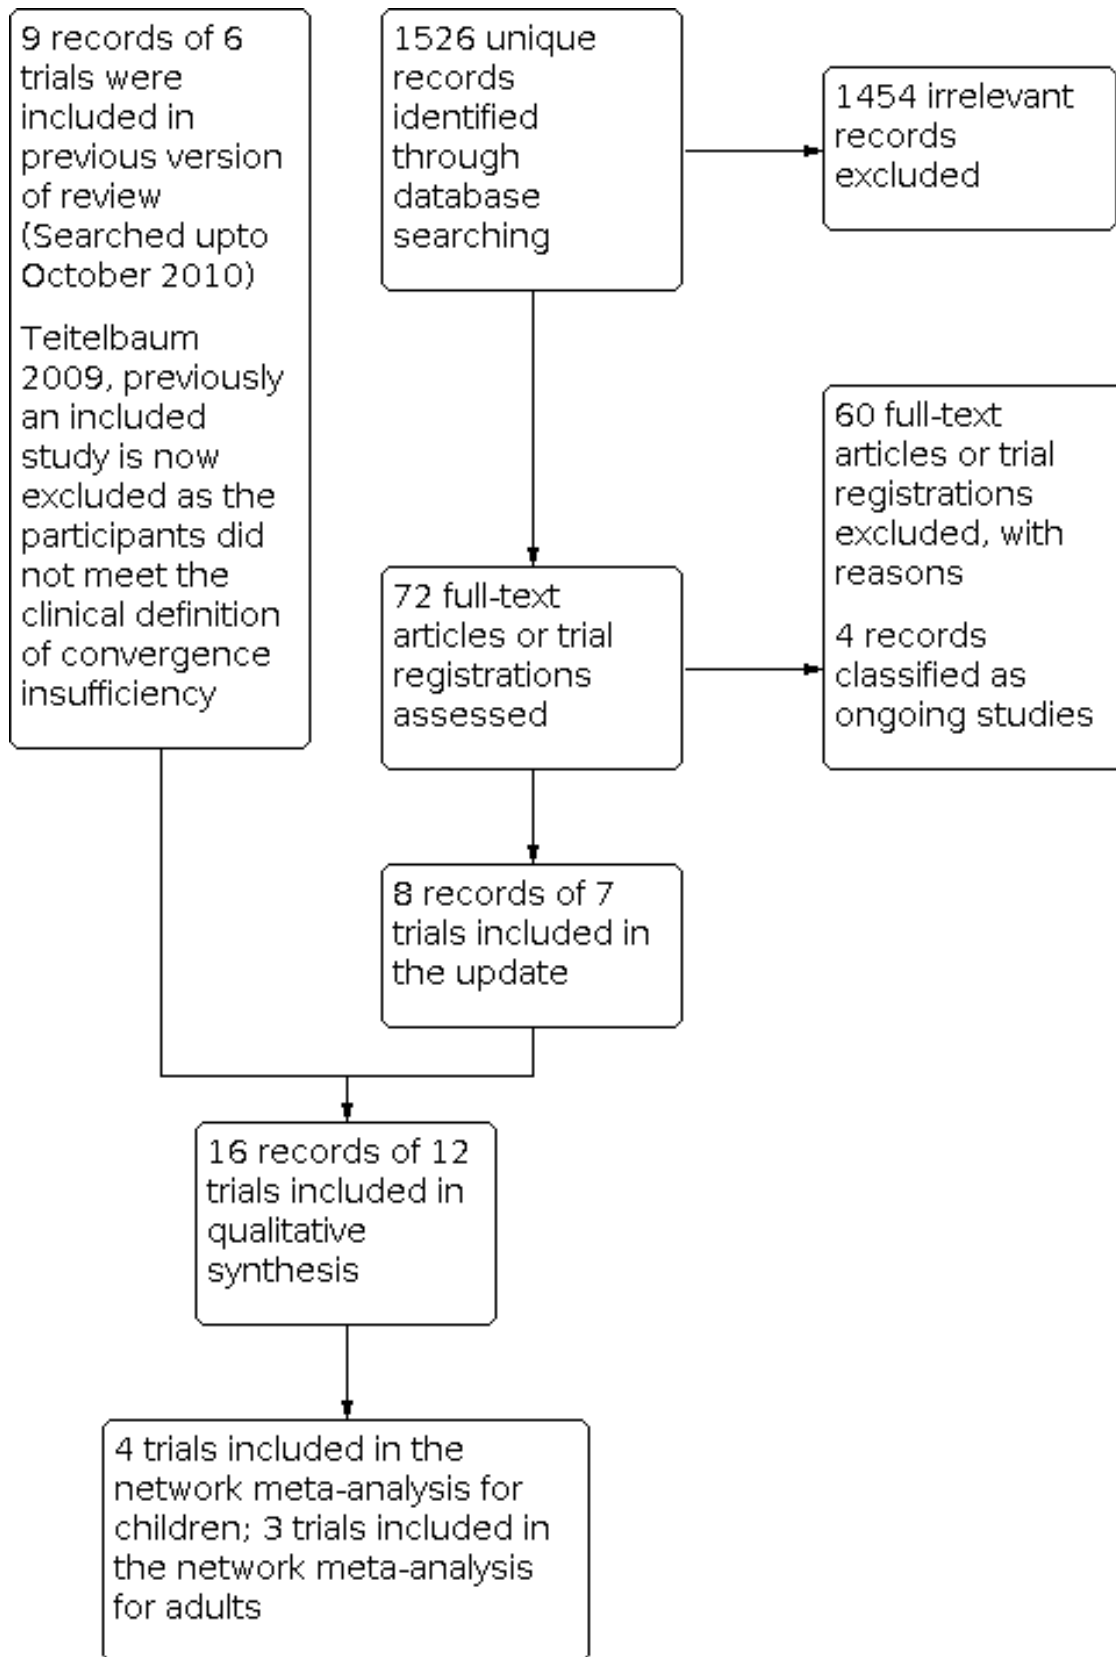 9 records of 6
trials were
included in
previous version
of review
(Searched upto
October 2010)
Teitelbaum
2009, previously
an included
study is now
excluded as the
participants did
not meet the
clinical definition
of convergence
insufficiency
1526 unique
records
identified
through
database
searching
1454 irrelevant
records
excluded
72 full-text
articles or trial
registrations
assessed
60 full-text
articles or trial
registrations
excluded, with
reasons
4 records
classified as
ongoing studies
8 records of 7
trials included in
the update
16 records of 12
trials included in
qualitative
synthesis
4 trials included in the
network meta-analysis for
children; 3 trials included in
the network meta-analysis
for adults